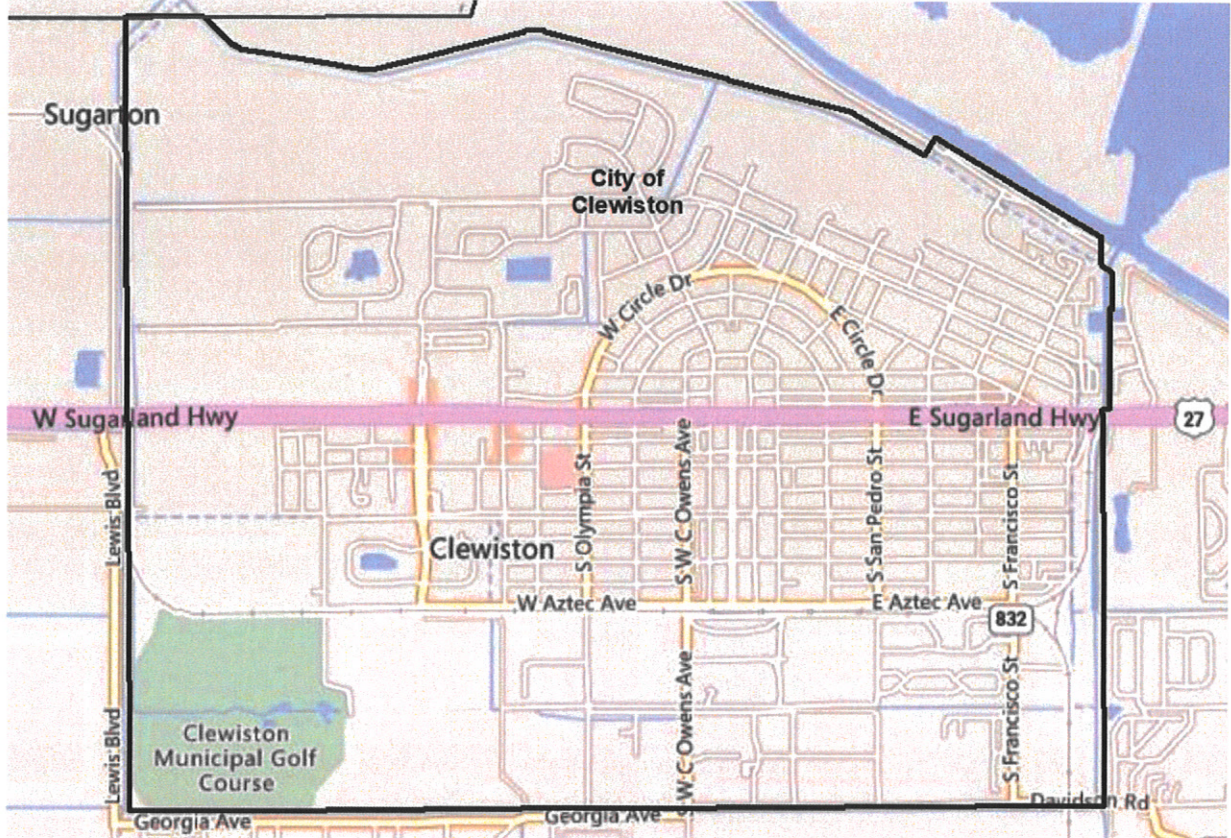 Sugarton
City of
Clewiston
W Circle Dr
E Circle Dr
W Sugarland Hwy
E Sugarland Hwy
27
Lewis Blvd
S Olympia St
S W C Owens Ave
S San Pedro St
S Francisco St
Clewiston
W Aztec Ave
E Aztec Ave
832
Lewis Blvd
Clewiston
Municipal Golf
Course
W C Owens Ave
S Francisco St
Davidson Rd
Georgia Ave
Georgia Ave